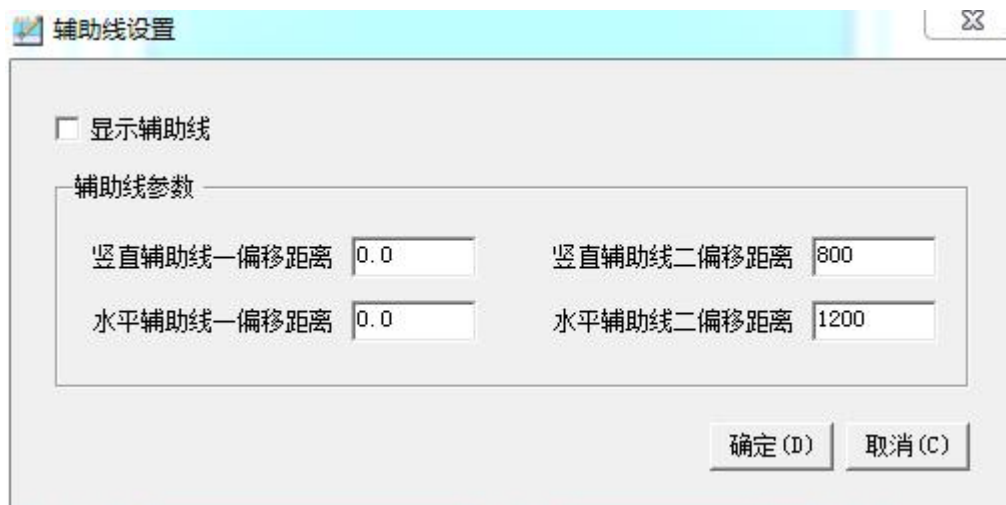 辅助线设置
显示辅助线
辅助线参数
竖直辅助线一偏移距离 0.0 竖直辅助线二偏移距离 800
水平辅助线一偏移距离 0.0 水平辅助线二偏移距离 1200
确定(D) 取消(C)